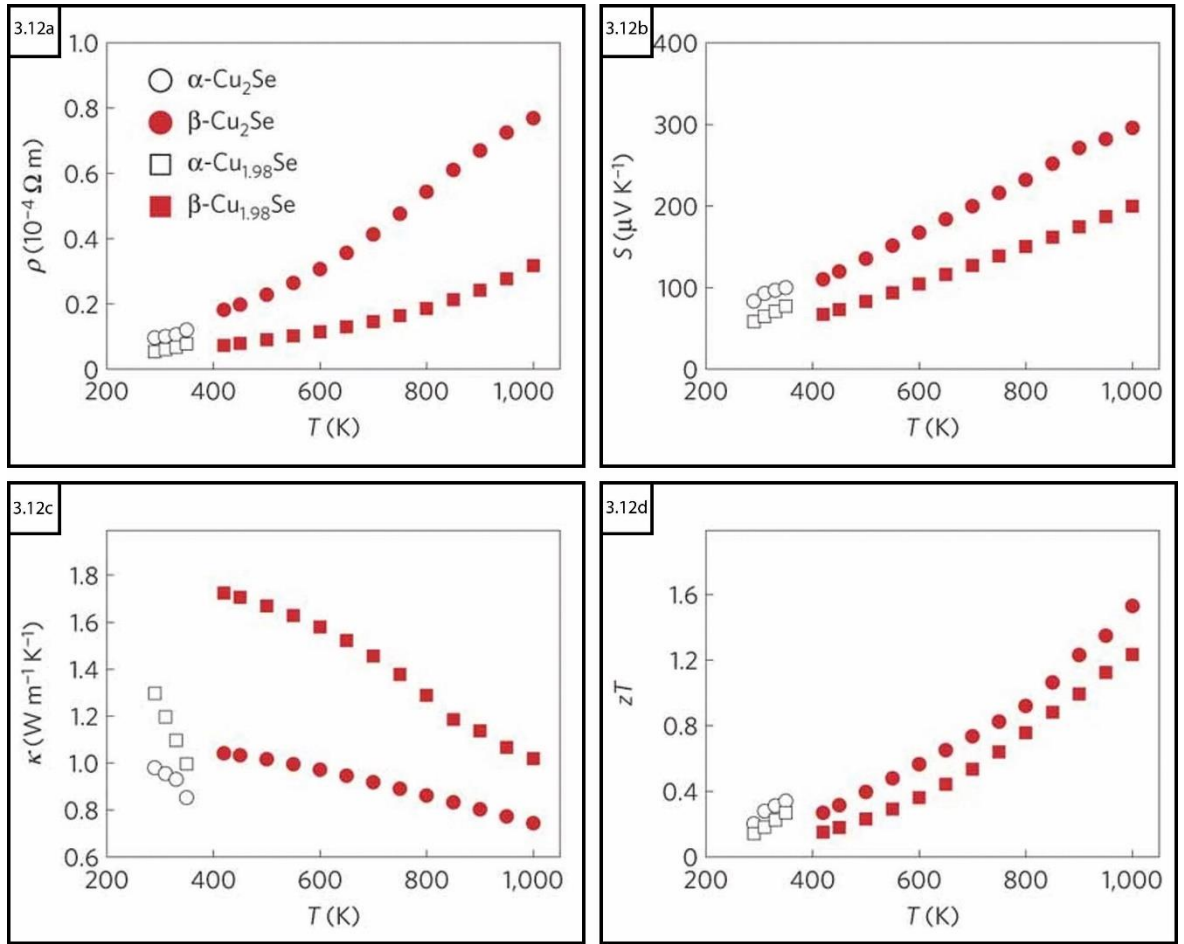 3.12a
1.0
0.8
0.6
0.4
0.2
0
ρ (10⁻⁴ Ω m)
α-Cu₂Se
β-Cu₂Se
α-Cu₁.₉₈Se
β-Cu₁.₉₈Se
200 400 600 800 1,000
T (K)
3.12b
400
300
200
100
0
S (μV K⁻¹)
200 400 600 800 1,000
T (K)
3.12c
1.8
1.6
1.4
1.2
1.0
0.8
0.6
κ (W m⁻¹ K⁻¹)
200 400 600 800 1,000
T (K)
3.12d
1.6
1.2
0.8
0.4
0
zT
200 400 600 800 1,000
T (K)